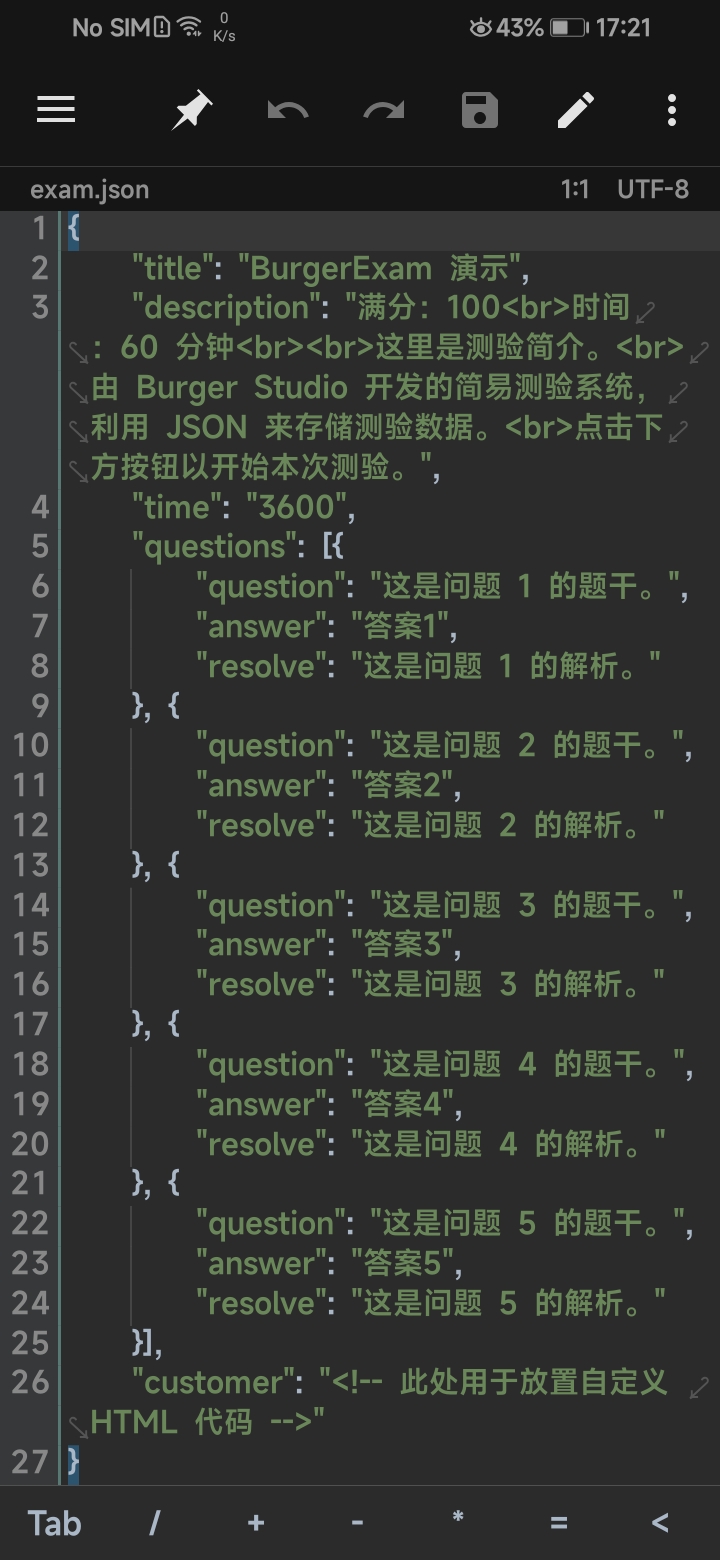 No SIM 0 K/s 43% 17:21
exam.json 1:1 UTF-8
1 {
2 "title": "BurgerExam 演示",
3 "description": "满分：100<br>时间
：60 分钟<br><br>这里是测验简介。<br>
由 Burger Studio 开发的简易测验系统，
利用 JSON 来存储测验数据。<br>点击下
方按钮以开始本次测验。",
4 "time": "3600",
5 "questions": [{
6 "question": "这是问题 1 的题干。",
7 "answer": "答案1",
8 "resolve": "这是问题 1 的解析。"
9 }, {
10 "question": "这是问题 2 的题干。",
11 "answer": "答案2",
12 "resolve": "这是问题 2 的解析。"
13 }, {
14 "question": "这是问题 3 的题干。",
15 "answer": "答案3",
16 "resolve": "这是问题 3 的解析。"
17 }, {
18 "question": "这是问题 4 的题干。",
19 "answer": "答案4",
20 "resolve": "这是问题 4 的解析。"
21 }, {
22 "question": "这是问题 5 的题干。",
23 "answer": "答案5",
24 "resolve": "这是问题 5 的解析。"
25 }],
26 "customer": "<!-- 此处用于放置自定义
HTML 代码 -->"
27 }
Tab / + - * = <